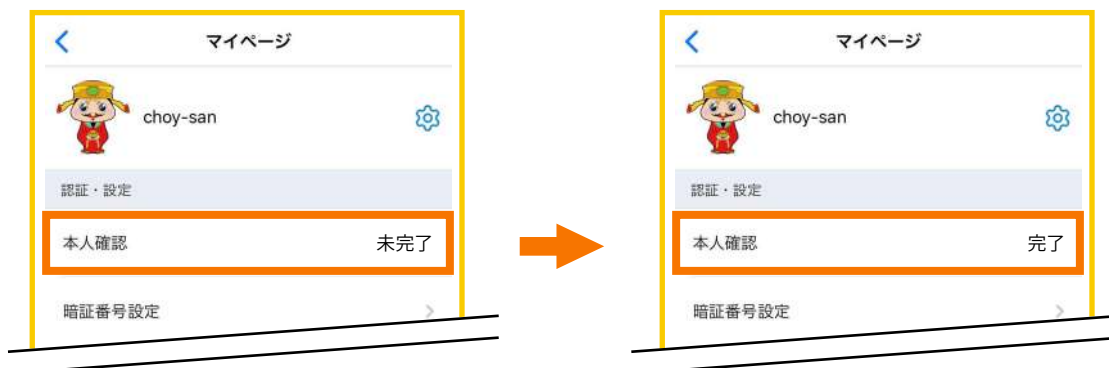 マイページ
choy-san
認証・設定
本人確認 未完了
暗証番号設定
マイページ
choy-san
認証・設定
本人確認 完了
暗証番号設定